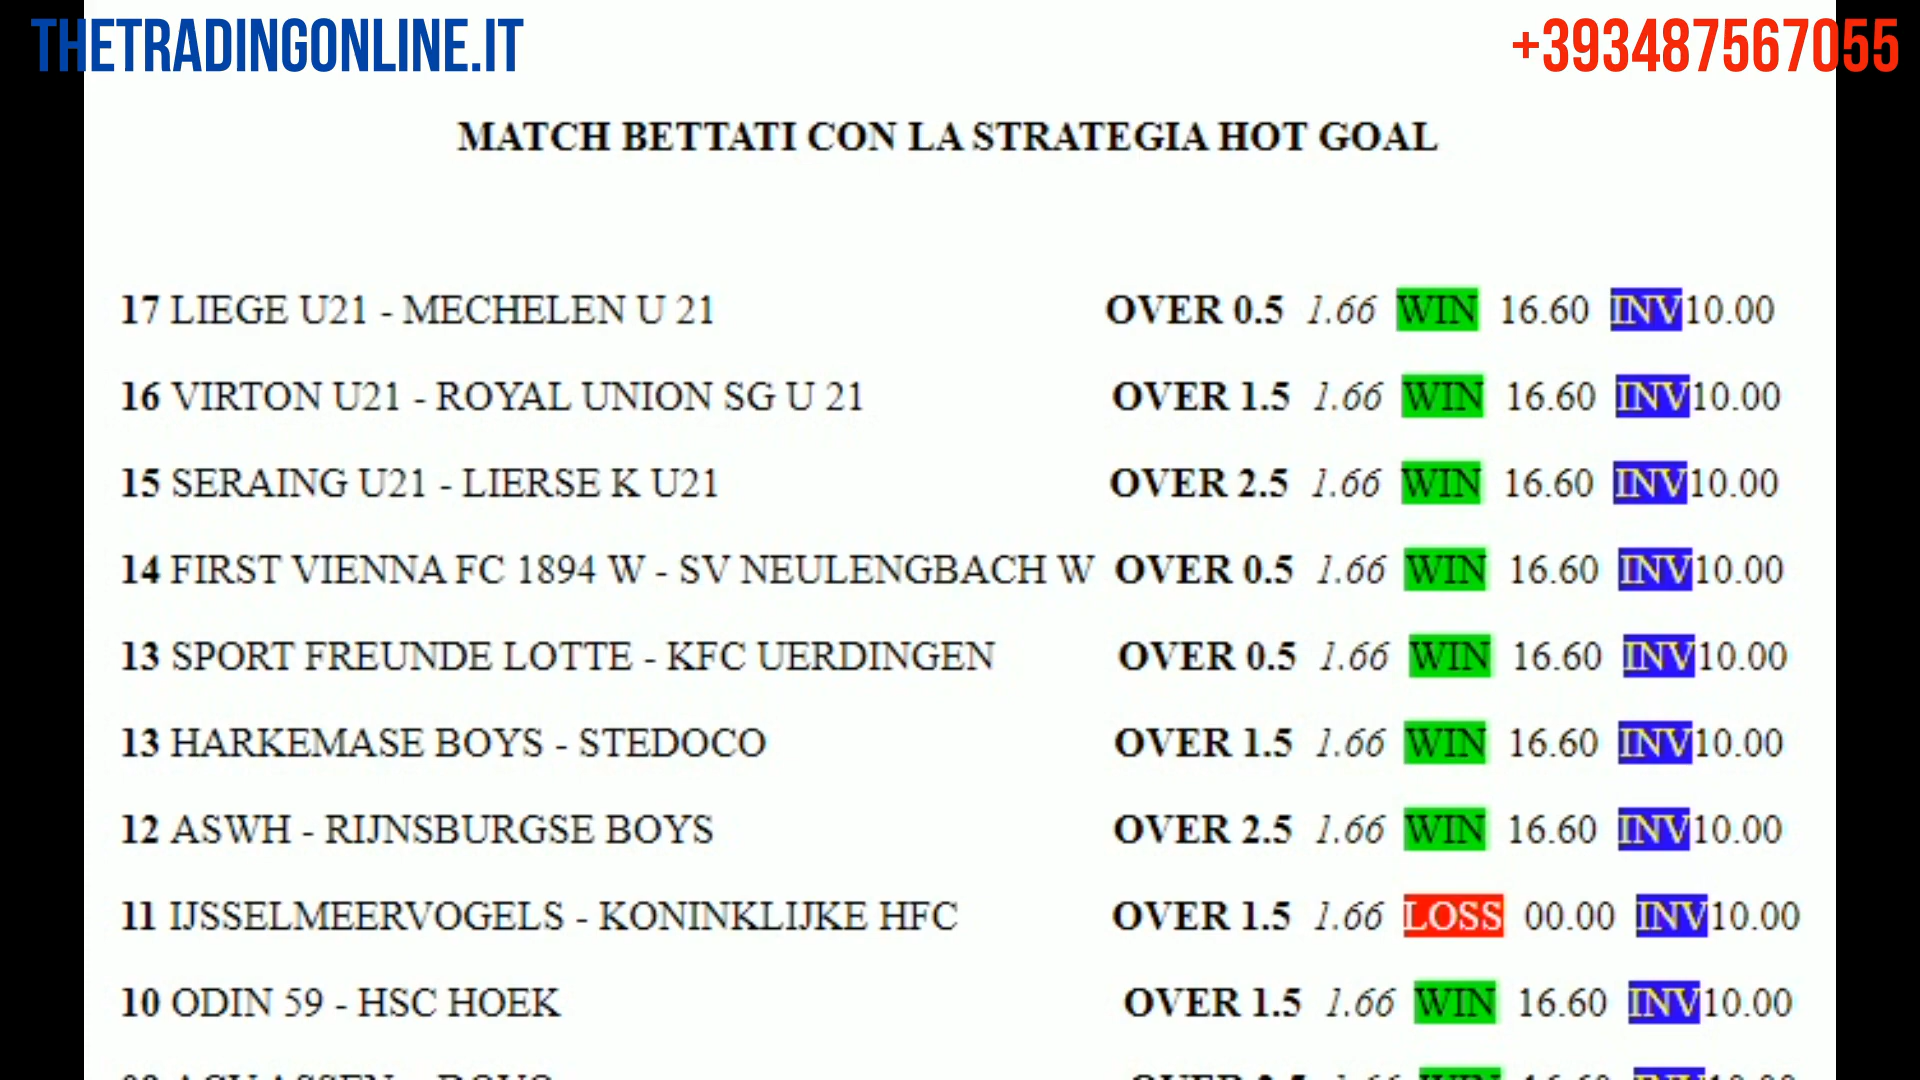 THETRADINGONLINE.IT
+393487567055
MATCH BETTATI CON LA STRATEGIA HOT GOAL
17 LIEGE U21 - MECHELEN U 21 OVER 0.5 1.66 WIN 16.60 INV10.00
16 VIRTON U21 - ROYAL UNION SG U 21 OVER 1.5 1.66 WIN 16.60 INV10.00
15 SERAING U21 - LIERSE K U21 OVER 2.5 1.66 WIN 16.60 INV10.00
14 FIRST VIENNA FC 1894 W - SV NEULENGBACH W OVER 0.5 1.66 WIN 16.60 INV10.00
13 SPORT FREUNDE LOTTE - KFC UERDINGEN OVER 0.5 1.66 WIN 16.60 INV10.00
13 HARKEMASE BOYS - STEDOCO OVER 1.5 1.66 WIN 16.60 INV10.00
12 ASWH - RIJNSBURGSE BOYS OVER 2.5 1.66 WIN 16.60 INV10.00
11 IJSSELMEERVOGELS - KONINKLIJKE HFC OVER 1.5 1.66 LOSS 00.00 INV10.00
10 ODIN 59 - HSC HOEK OVER 1.5 1.66 WIN 16.60 INV10.00